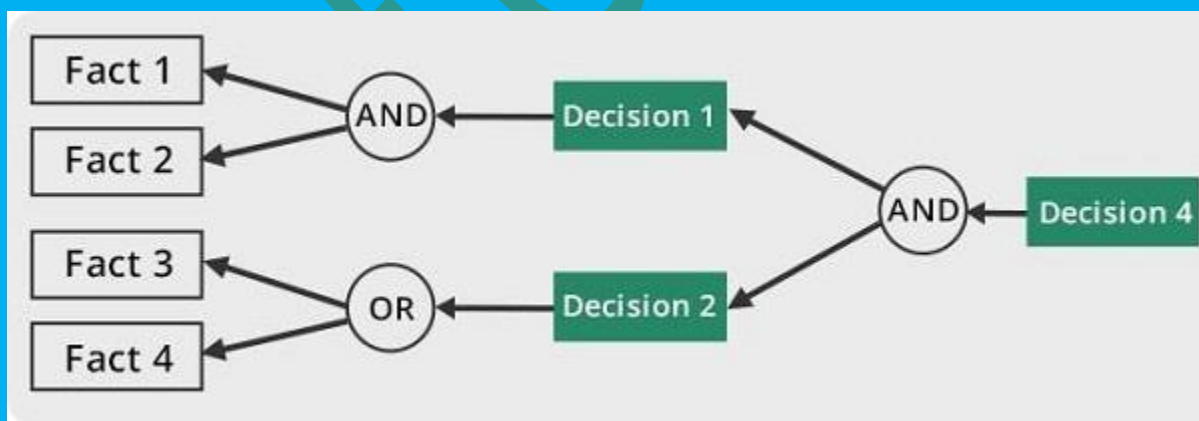 Fact 1
Fact 2
AND
Decision 1
Fact 3
Fact 4
OR
Decision 2
AND
Decision 4